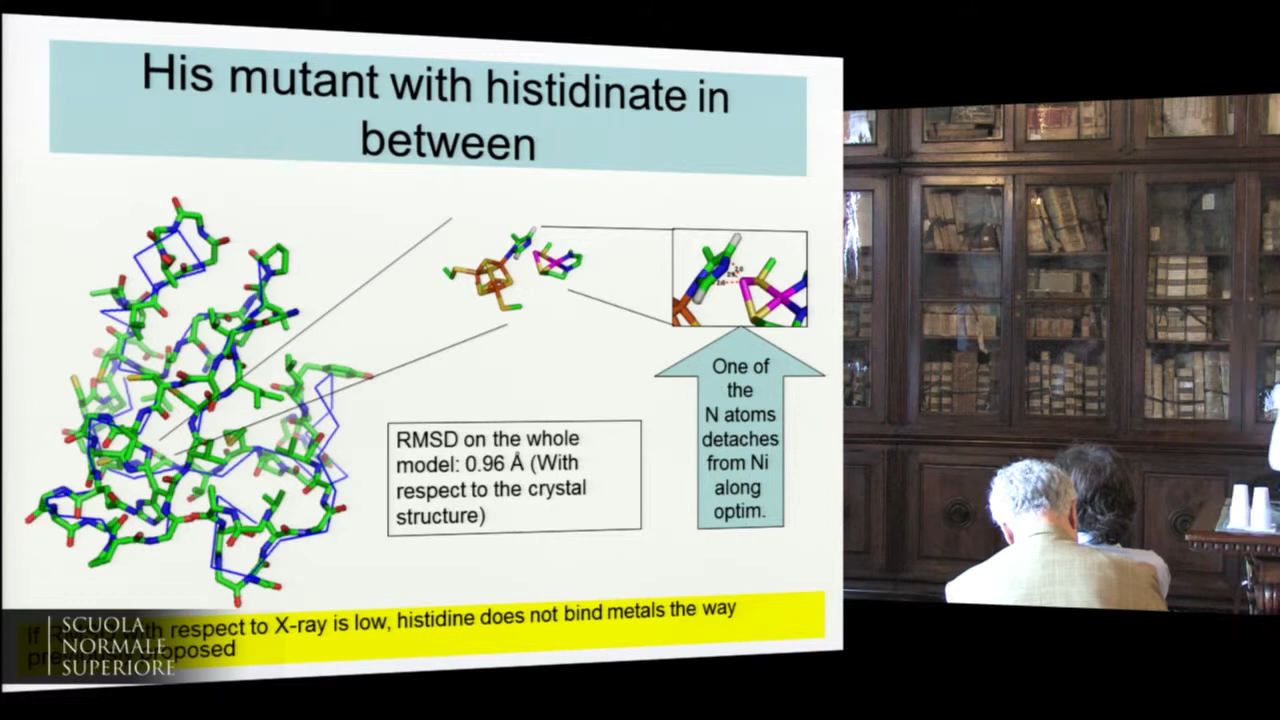 His mutant with histidinate in
between
RMSD on the whole
model: 0.96 Å (With
respect to the crystal
structure)
One of
the
N atoms
detaches
from Ni
along
optim.
If with respect to X-ray is low, histidine does not bind metals the way
proposed
SCUOLA
NORMALE
SUPERIORE